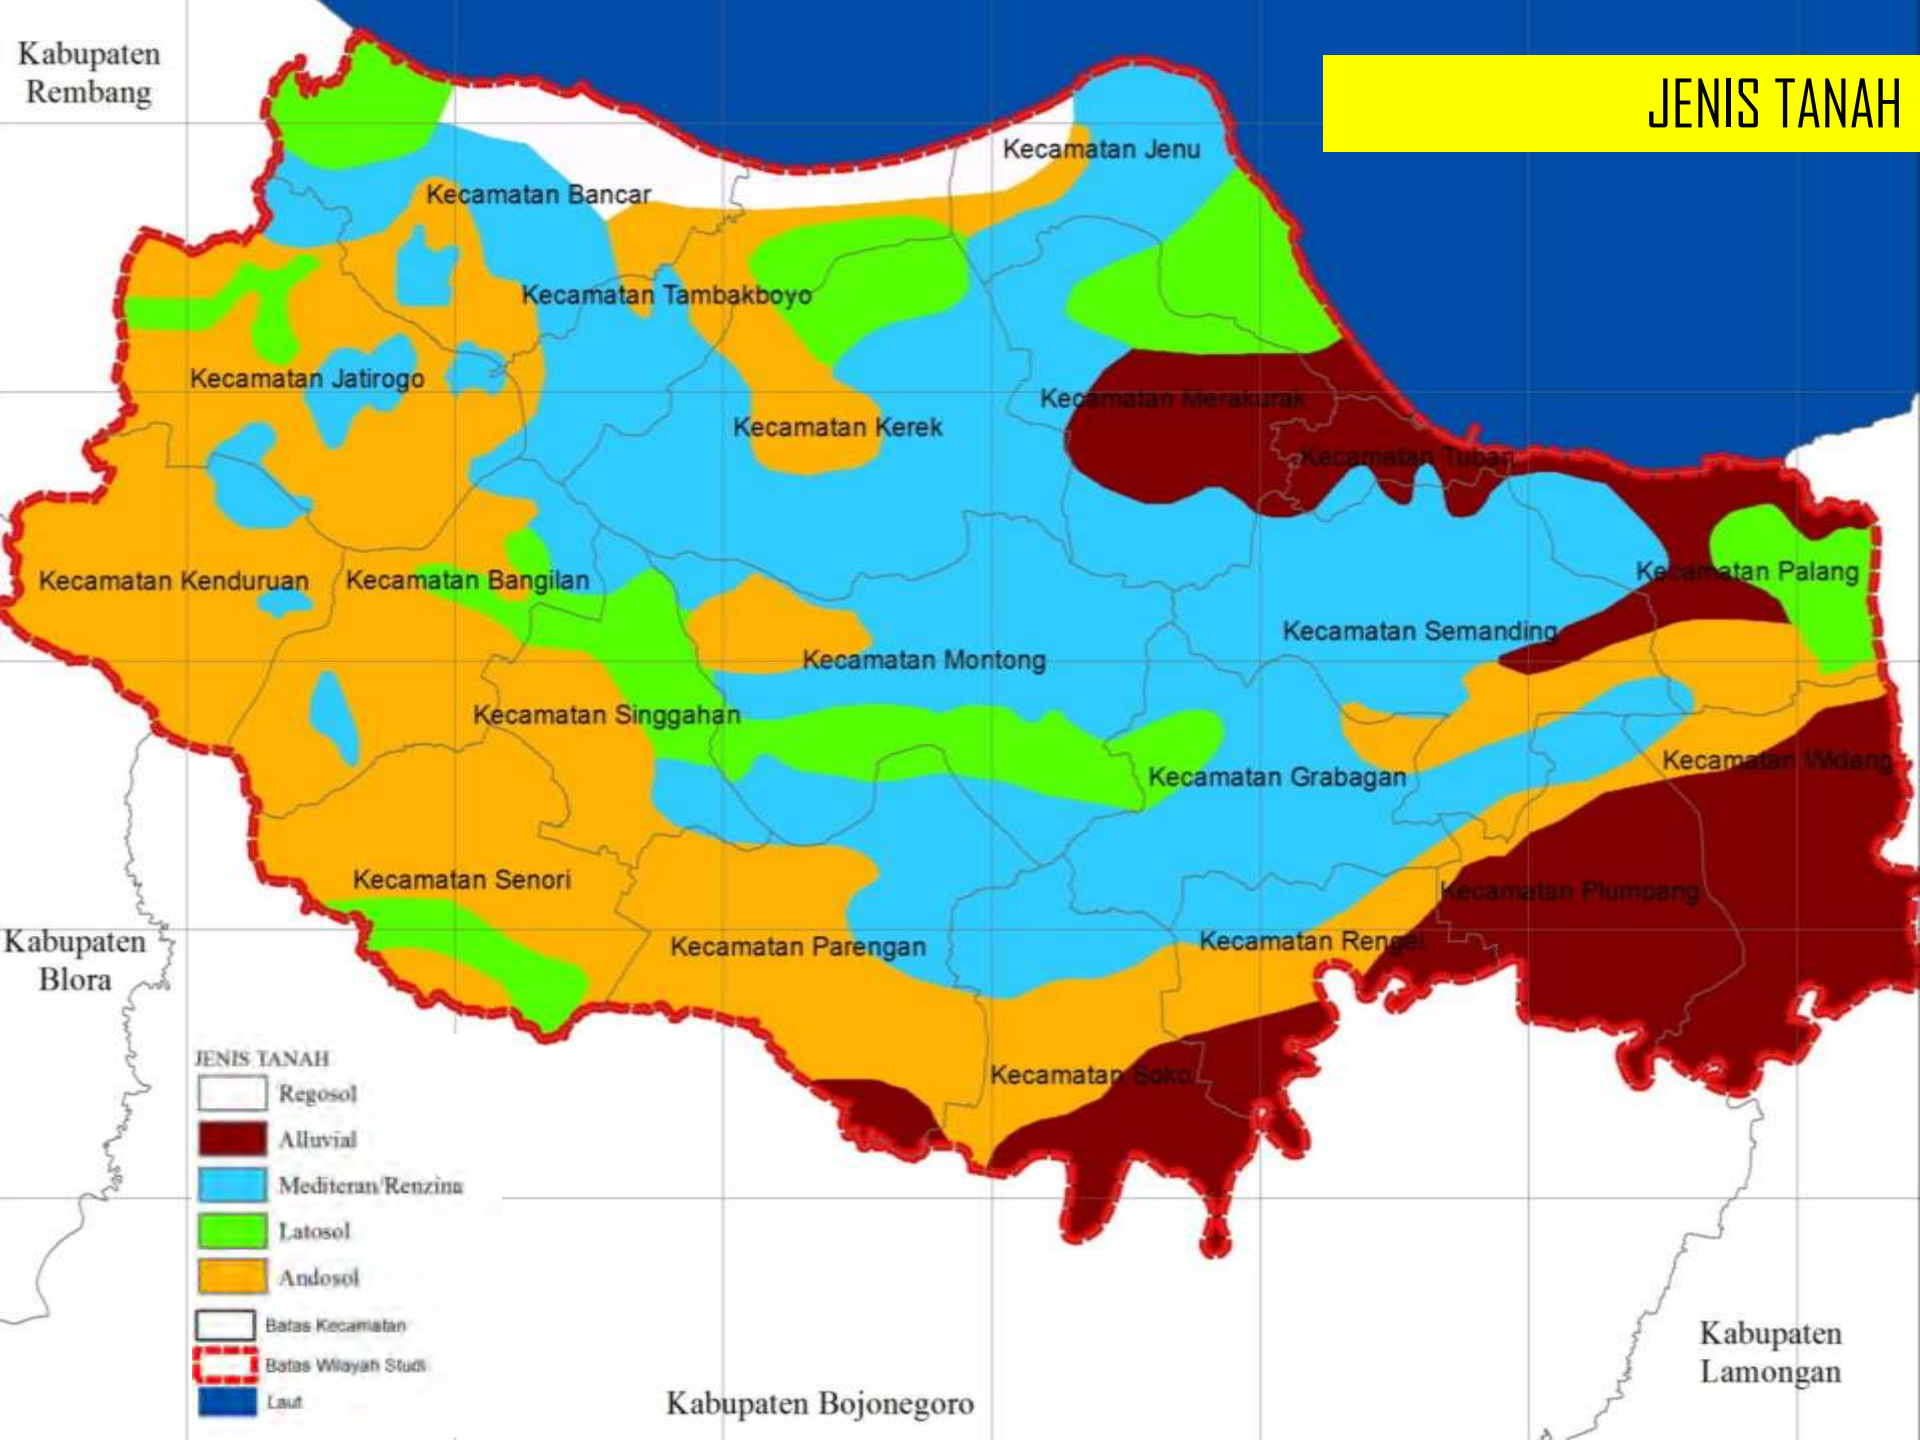 Kabupaten
Rembang
JENIS TANAH
Kecamatan Jenu
Kecamatan Bancar
Kecamatan Tambakboyo
Kecamatan Jatirogo
Kecamatan Merakurak
Kecamatan Kerek
Kecamatan Tuban
Kecamatan Kenduruan
Kecamatan Bangilan
Kecamatan Palang
Kecamatan Semanding
Kecamatan Montong
Kecamatan Singgahan
Kecamatan Widang
Kecamatan Grabagan
Kecamatan Senori
Kecamatan Plumpang
Kecamatan Parengan
Kecamatan Rengel
Kabupaten
Blora
Kecamatan Soko
JENIS TANAH
Regosol
Alluvial
Mediteran/Renzina
Latosol
Andosol
Batas Kecamatan
Batas Wilayah Studi
Laut
Kabupaten
Lamongan
Kabupaten Bojonegoro